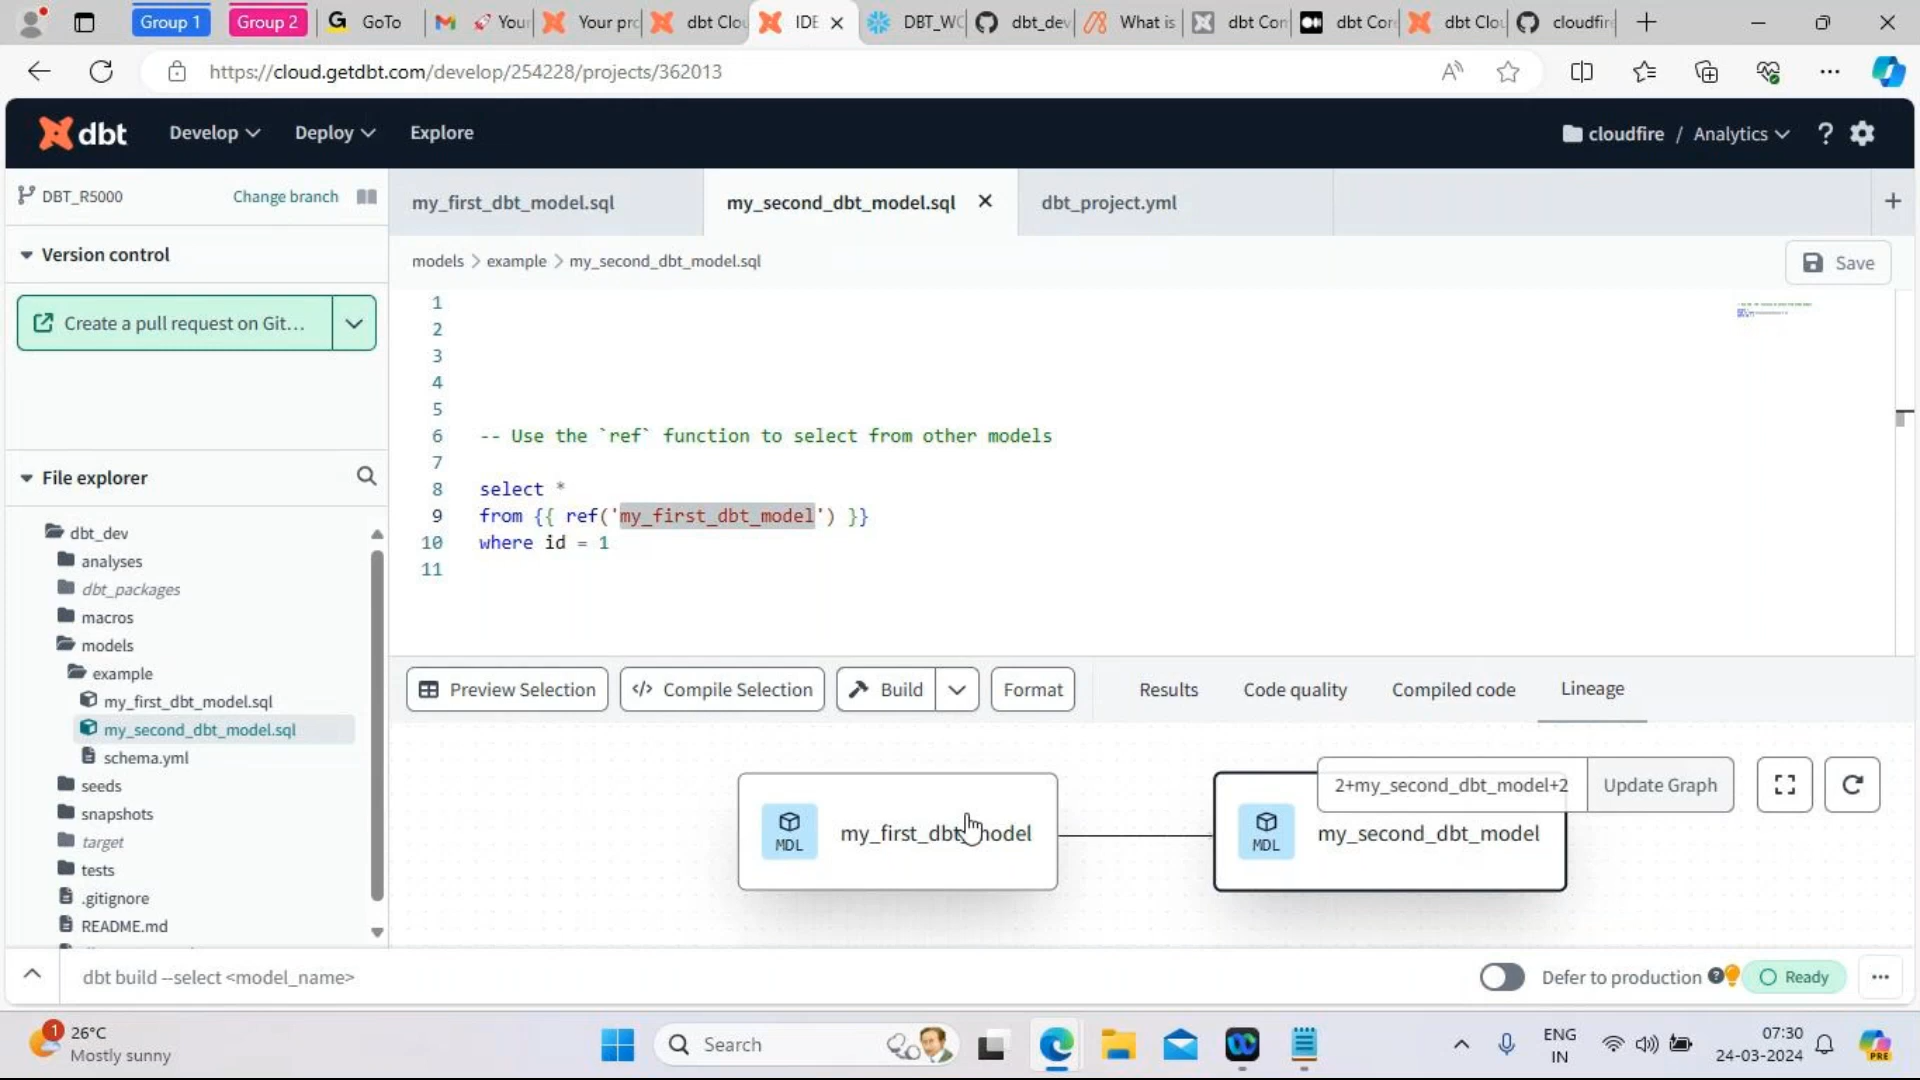 Group 1
Group 2
GoTo
Your
Your pro
dbt Clou
IDE
DBT_WO
dbt_dev
What is
dbt Con
dbt Cor
dbt Clou
cloudfire
https://cloud.getdbt.com/develop/254228/projects/362013
dbt
Develop
Deploy
Explore
cloudfire / Analytics
?
DBT_R5000
Change branch
my_first_dbt_model.sql
my_second_dbt_model.sql
dbt_project.yml
Version control
models > example > my_second_dbt_model.sql
Save
Create a pull request on Git...
1
2
3
4
5
6 -- Use the `ref` function to select from other models
7
8 select *
9 from {{ ref('my_first_dbt_model') }}
10 where id = 1
11
File explorer
dbt_dev
analyses
dbt_packages
macros
models
example
my_first_dbt_model.sql
my_second_dbt_model.sql
schema.yml
seeds
snapshots
target
tests
.gitignore
README.md
Preview Selection
</> Compile Selection
Build
Format
Results
Code quality
Compiled code
Lineage
2+my_second_dbt_model+2
Update Graph
MDL
my_first_dbt_model
MDL
my_second_dbt_model
dbt build --select <model_name>
Defer to production
Ready
1
26°C
Mostly sunny
Search
ENG
IN
07:30
24-03-2024
PRE